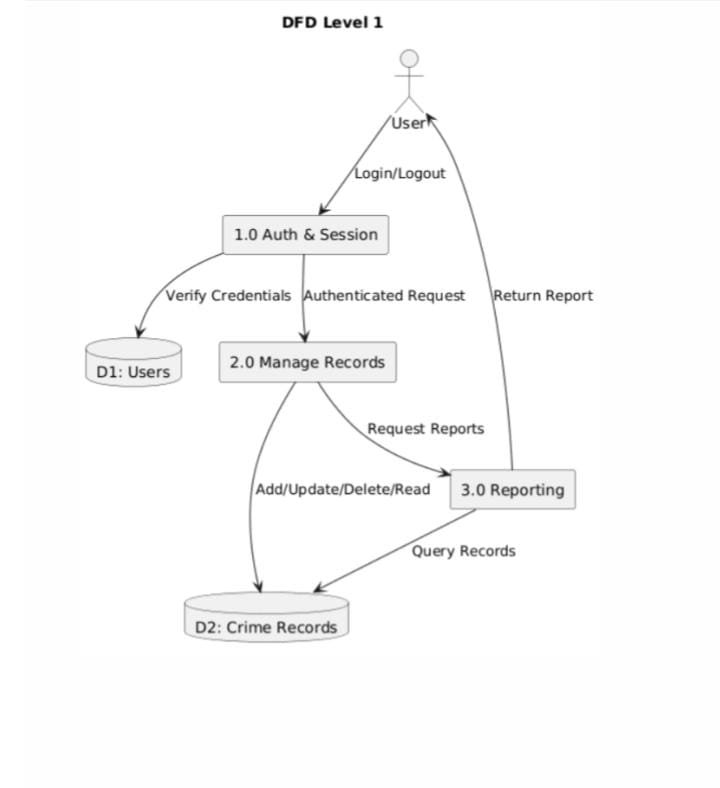 DFD Level 1
User
Login/Logout
1.0 Auth & Session
Verify Credentials
Authenticated Request
Return Report
D1: Users
2.0 Manage Records
Request Reports
Add/Update/Delete/Read
3.0 Reporting
Query Records
D2: Crime Records